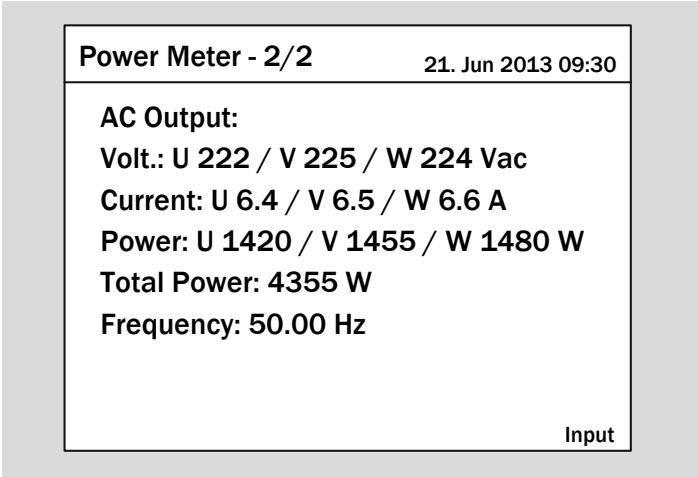 Power Meter - 2/2 21. Jun 2013 09:30
AC Output:
Volt.: U 222 / V 225 / W 224 Vac
Current: U 6.4 / V 6.5 / W 6.6 A
Power: U 1420 / V 1455 / W 1480 W
Total Power: 4355 W
Frequency: 50.00 Hz
Input